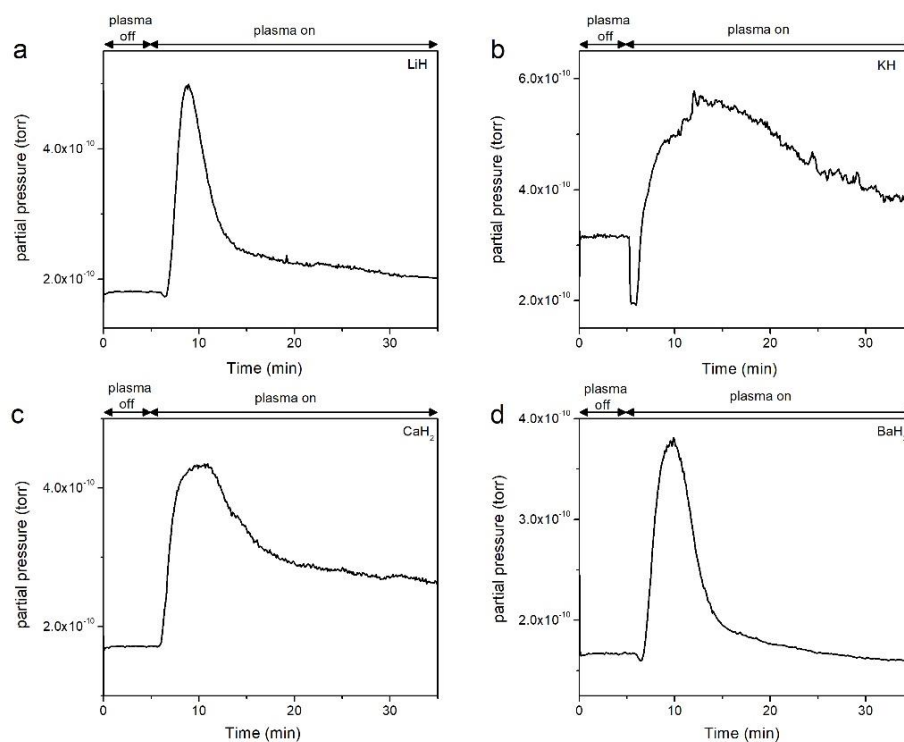 a
plasma
off
plasma on
LiH
4.0x10⁻¹⁰
2.0x10⁻¹⁰
partial pressure (torr)
0
10
20
30
Time (min)
b
plasma
off
plasma on
KH
6.0x10⁻¹⁰
4.0x10⁻¹⁰
2.0x10⁻¹⁰
partial pressure (torr)
0
10
20
30
Time (min)
c
plasma
off
plasma on
CaH₂
4.0x10⁻¹⁰
2.0x10⁻¹⁰
partial pressure (torr)
0
10
20
30
Time (min)
d
plasma
off
plasma on
BaH₂
4.0x10⁻¹⁰
3.0x10⁻¹⁰
2.0x10⁻¹⁰
partial pressure (torr)
0
10
20
30
Time (min)